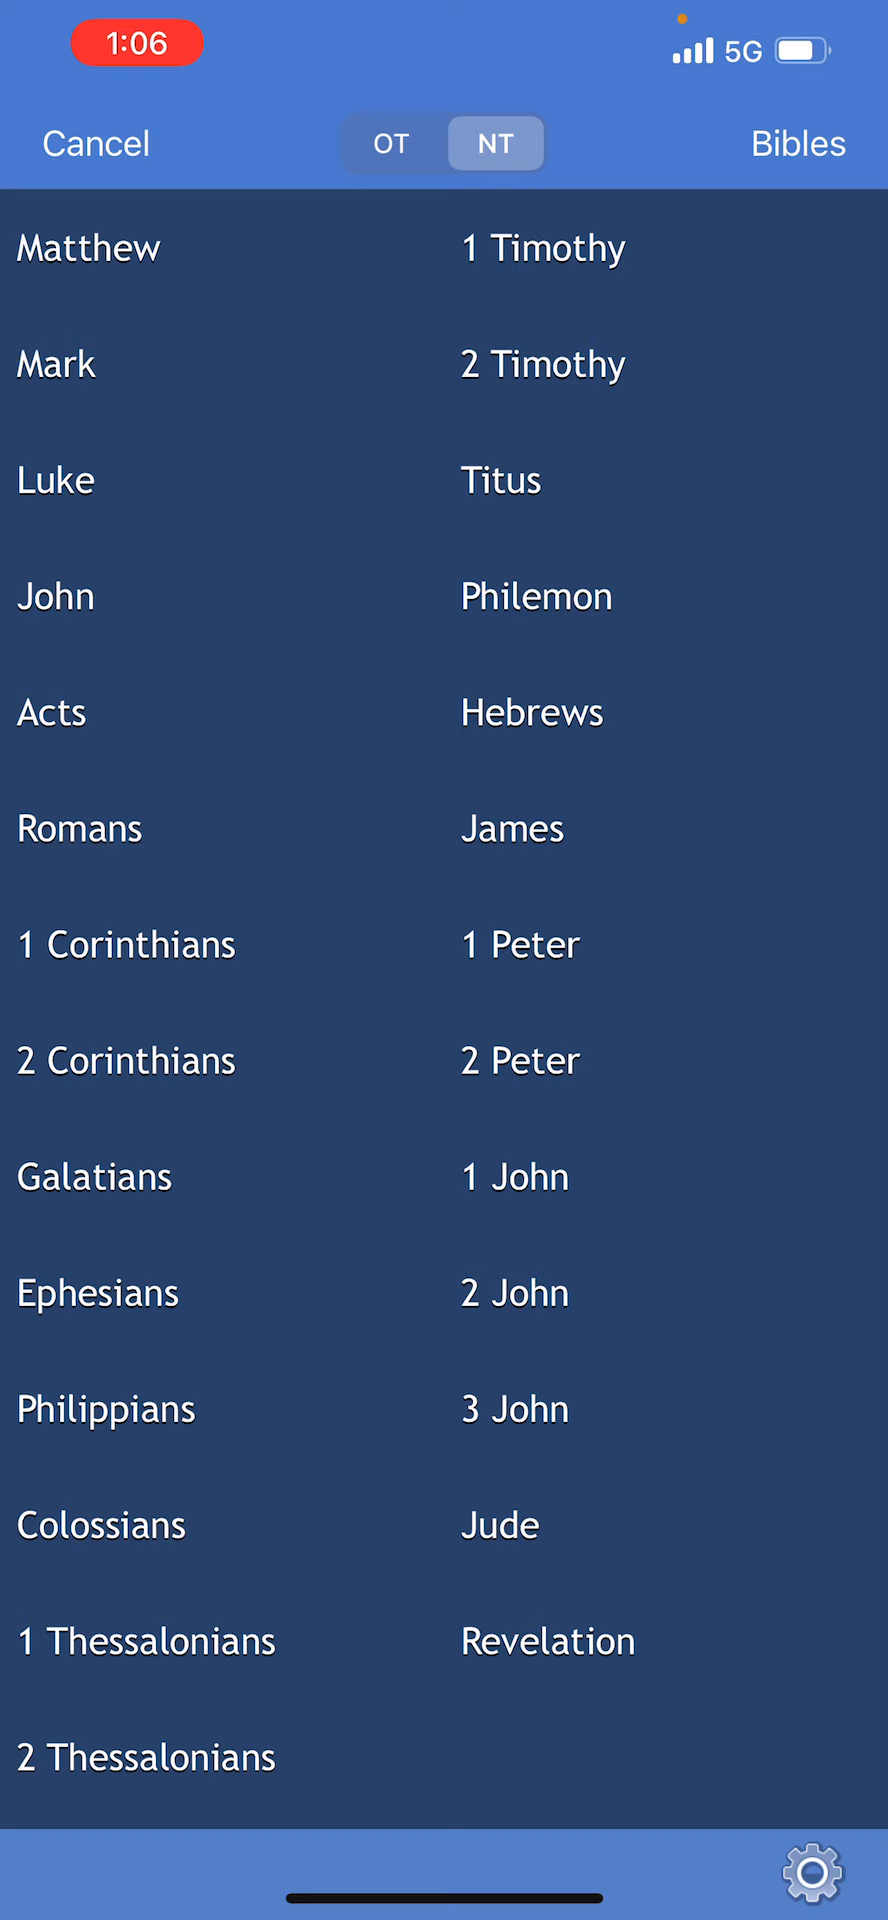 1:06
5G
Cancel
OT
NT
Bibles
Matthew
Mark
Luke
John
Acts
Romans
1 Corinthians
2 Corinthians
Galatians
Ephesians
Philippians
Colossians
1 Thessalonians
2 Thessalonians
1 Timothy
2 Timothy
Titus
Philemon
Hebrews
James
1 Peter
2 Peter
1 John
2 John
3 John
Jude
Revelation